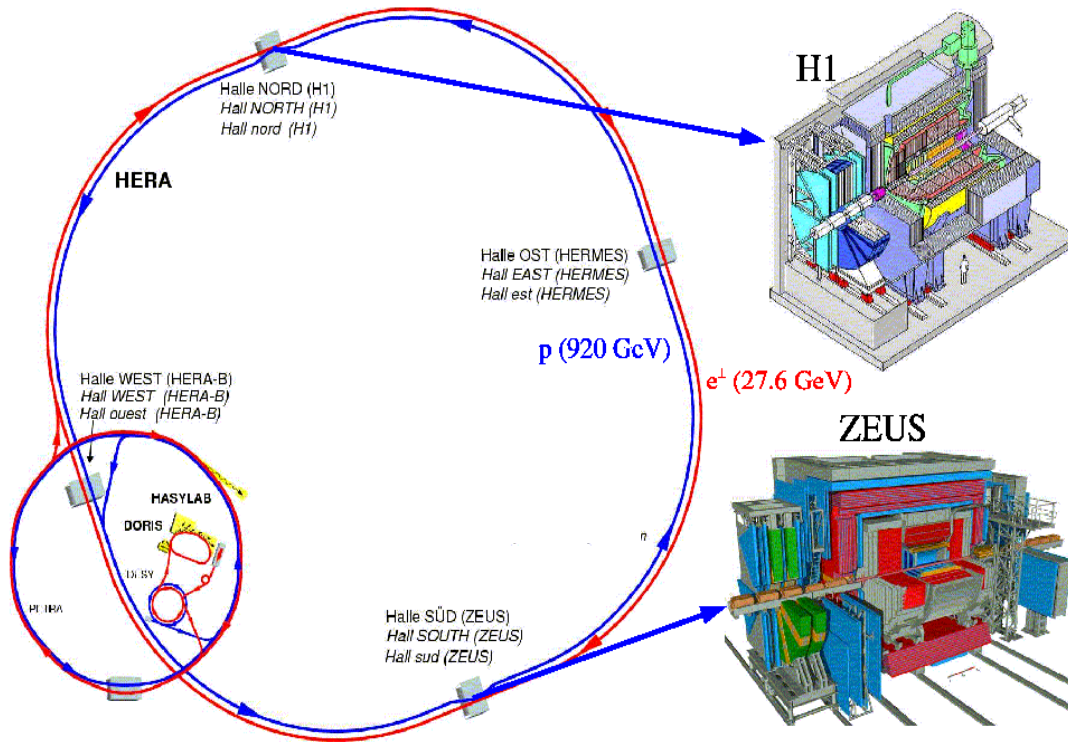 H1
Halle NORD (H1)
Hall NORTH (H1)
Hall nord (H1)
HERA
Halle OST (HERMES)
Hall EAST (HERMES)
Hall est (HERMES)
p (920 GeV)
e⊥ (27.6 GeV)
Halle WEST (HERA-B)
Hall WEST (HERA-B)
Hall ouest (HERA-B)
ZEUS
HASYLAB
DORIS
DESY
PETRA
Halle SÜD (ZEUS)
Hall SOUTH (ZEUS)
Hall sud (ZEUS)